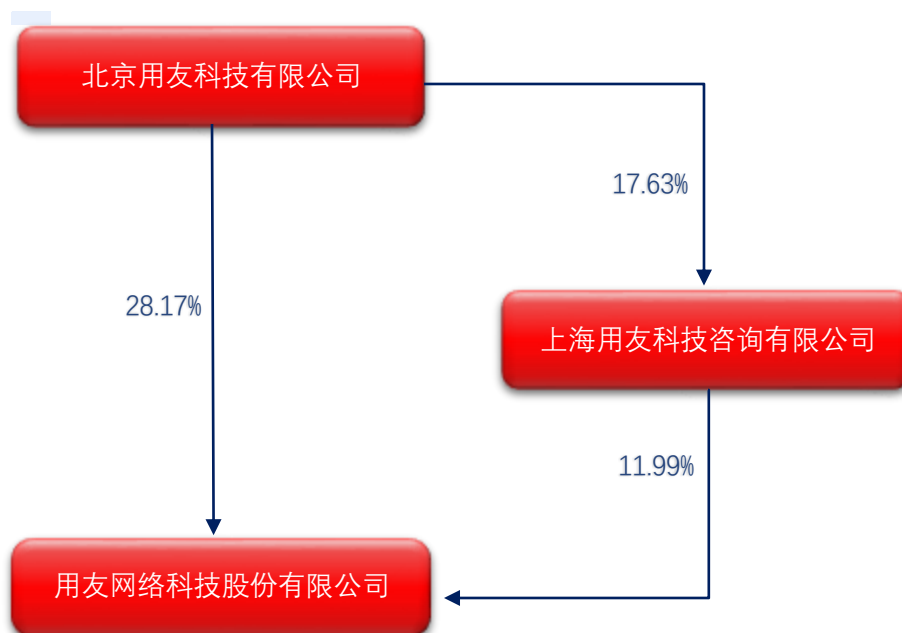 北京用友科技有限公司
17.63%
28.17%
上海用友科技咨询有限公司
11.99%
用友网络科技股份有限公司